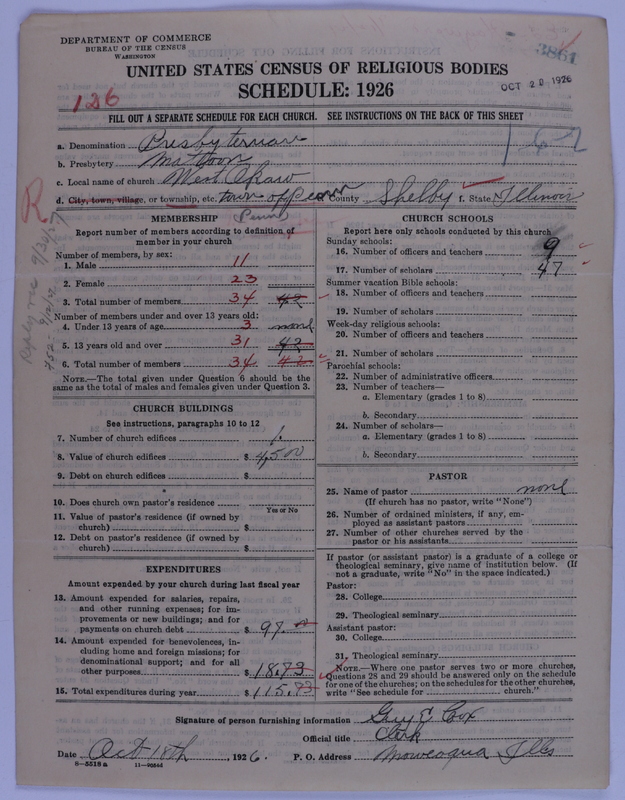 DEPARTMENT OF COMMERCE
BUREAU OF THE CENSUS
WASHINGTON
3861
UNITED STATES CENSUS OF RELIGIOUS BODIES
OCT 20 1926
SCHEDULE: 1926
126
FILL OUT A SEPARATE SCHEDULE FOR EACH CHURCH. SEE INSTRUCTIONS ON THE BACK OF THIS SHEET
a. Denomination Presbyterian
b. Presbytery Mattoon
c. Local name of church West Okaw
d. City, town, village, or township, etc. town of Penn e. County Shelby f. State Illinois
(Penn)
R
Reply rec 9/20/27
752- 9/12/27
MEMBERSHIP
Report number of members according to definition of member in your church
Number of members, by sex:
1. Male 11
2. Female 23
3. Total number of members 34 42
Number of members under and over 13 years old:
4. Under 13 years of age 3 none
5. 13 years old and over 31 42
6. Total number of members 34 42
NOTE.—The total given under Question 6 should be the same as the total of males and females given under Question 3.
CHURCH BUILDINGS
See instructions, paragraphs 10 to 12
7. Number of church edifices 1.
8. Value of church edifices $ 4,500
9. Debt on church edifices $
10. Does church own pastor's residence
Yes or No
11. Value of pastor's residence (if owned by church) $
12. Debt on pastor's residence (if owned by church) $
EXPENDITURES
Amount expended by your church during last fiscal year
13. Amount expended for salaries, repairs, and other running expenses; for improvements or new buildings; and for payments on church debt $ 97.
14. Amount expended for benevolences, including home and foreign missions; for denominational support; and for all other purposes $ 18.73
15. Total expenditures during year $ 115.73
CHURCH SCHOOLS
Report here only schools conducted by this church
Sunday schools:
16. Number of officers and teachers 9
17. Number of scholars 47
Summer vacation Bible schools:
18. Number of officers and teachers
19. Number of scholars
Week-day religious schools:
20. Number of officers and teachers
21. Number of scholars
Parochial schools:
22. Number of administrative officers
23. Number of teachers—
a. Elementary (grades 1 to 8)
b. Secondary
24. Number of scholars—
a. Elementary (grades 1 to 8)
b. Secondary
PASTOR
25. Name of pastor none
(If church has no pastor, write "None")
26. Number of ordained ministers, if any, employed as assistant pastors
27. Number of other churches served by the pastor or his assistants
If pastor (or assistant pastor) is a graduate of a college or theological seminary, give name of institution below. (If not a graduate, write "No" in the space indicated.)
Pastor:
28. College
29. Theological seminary
Assistant pastor:
30. College
31. Theological seminary
NOTE.—Where one pastor serves two or more churches, Questions 28 and 29 should be answered only on the schedule for one of the churches; on the schedules for the other churches, write "See schedule for church."
Signature of person furnishing information Guy E Cox
Official title Clerk
Date Oct 18th, 1926. P. O. Address Moweaqua Ills
8-5518a 11-90566